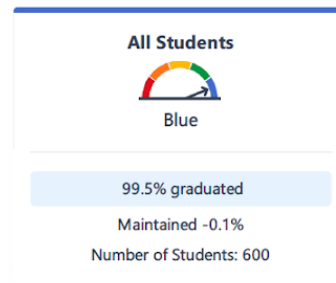 All Students
Blue
99.5% graduated
Maintained -0.1%
Number of Students: 600